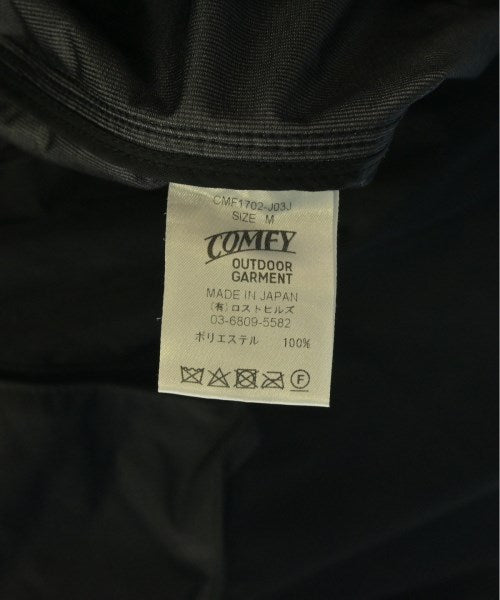 CMF1702-J03J
SIZE M
COMFY
OUTDOOR
GARMENT
MADE IN JAPAN
(有)ロストヒルズ
03-6809-5582
ポリエステル 100%
F